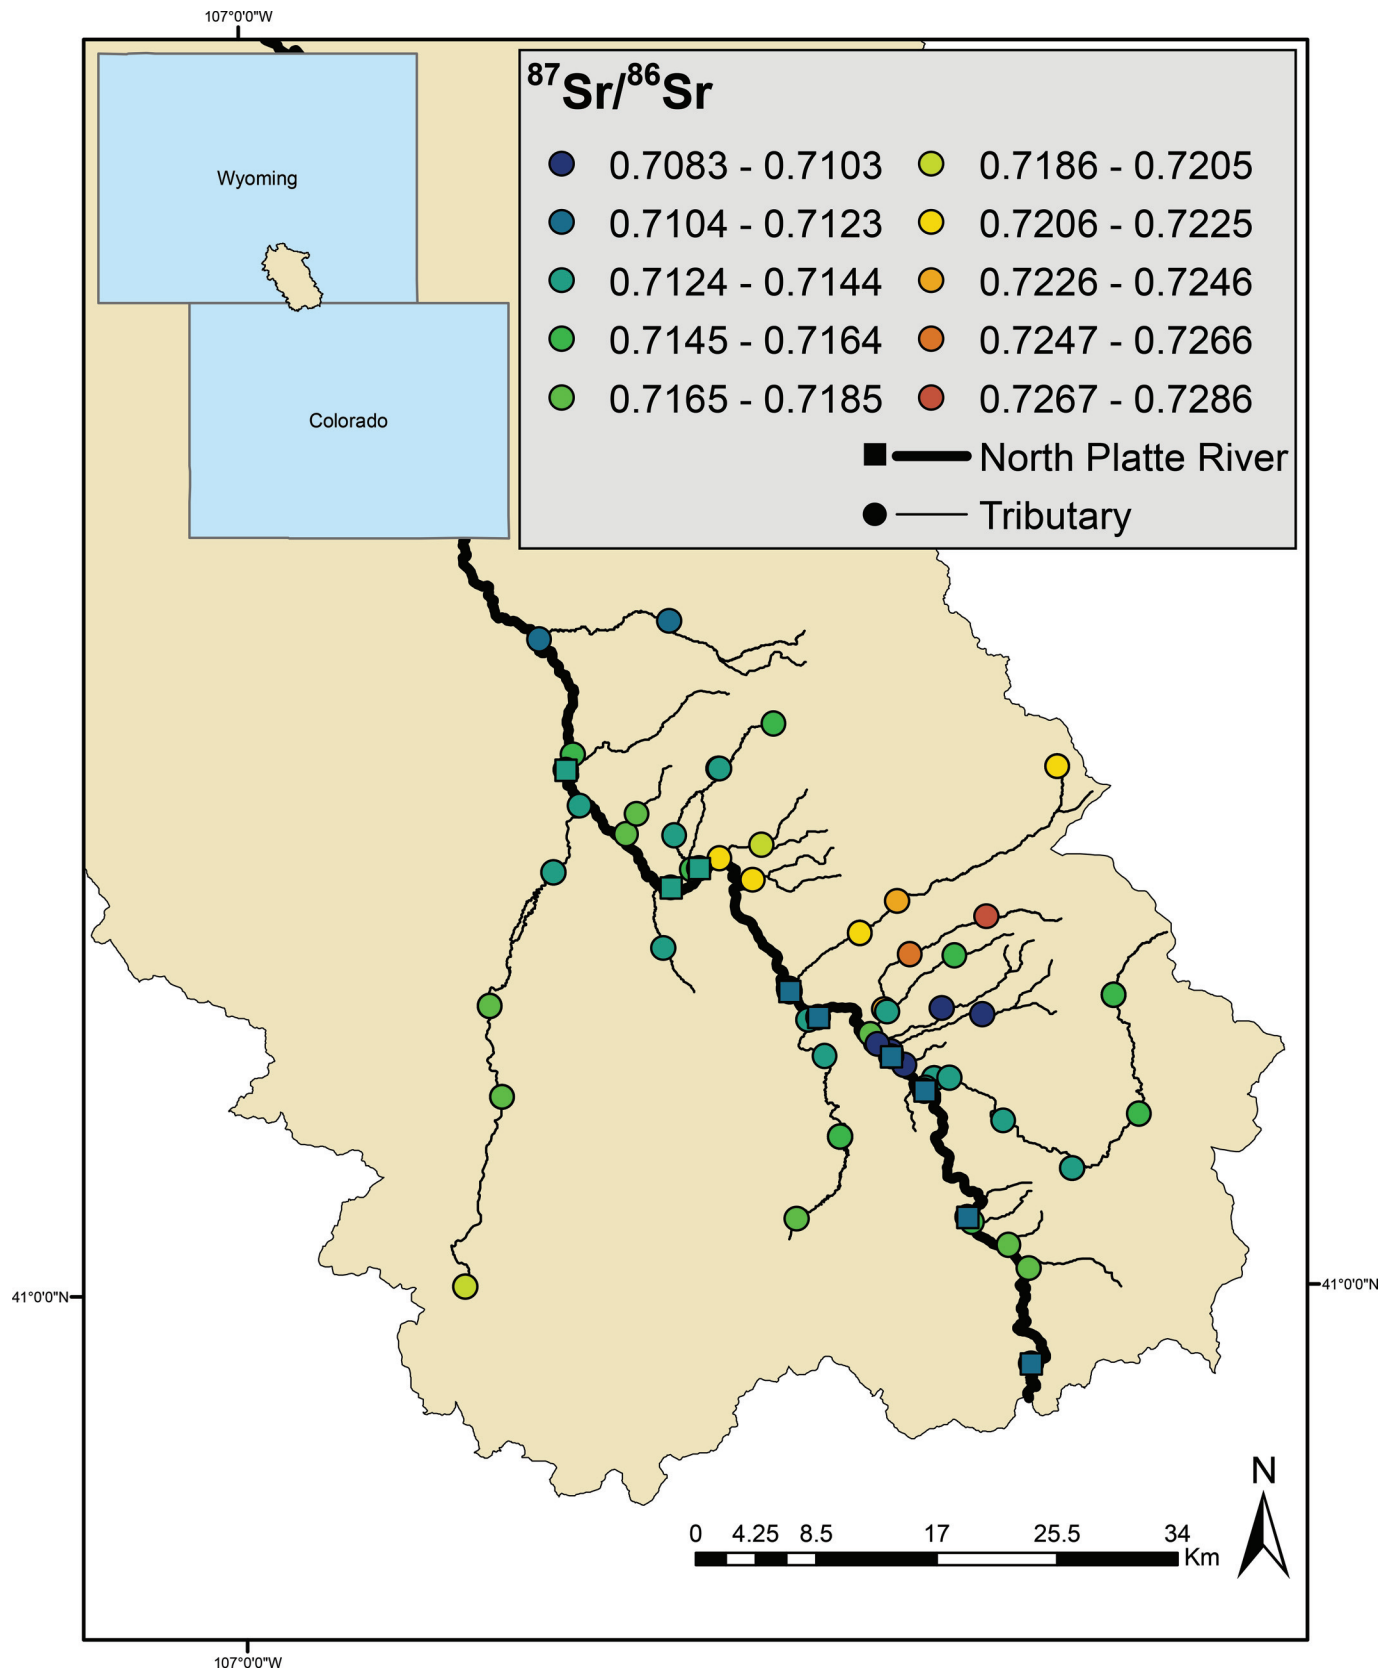 107°0'0"W
87Sr/86Sr
0.7083 - 0.7103
0.7186 - 0.7205
0.7104 - 0.7123
0.7206 - 0.7225
0.7124 - 0.7144
0.7226 - 0.7246
0.7145 - 0.7164
0.7247 - 0.7266
0.7165 - 0.7185
0.7267 - 0.7286
North Platte River
Tributary
Wyoming
Colorado
41°0'0"N
41°0'0"N
N
0 4.25 8.5 17 25.5 34
Km
107°0'0"W